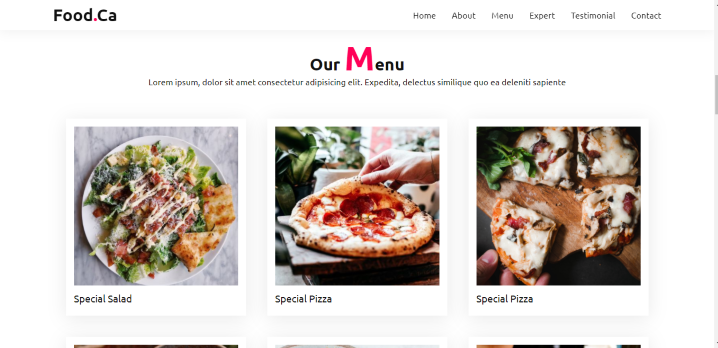 Food.Ca
Home About Menu Expert Testimonial Contact
Our Menu
Lorem ipsum, dolor sit amet consectetur adipisicing elit. Expedita, delectus similique quo ea deleniti sapiente
Special Salad
Special Pizza
Special Pizza